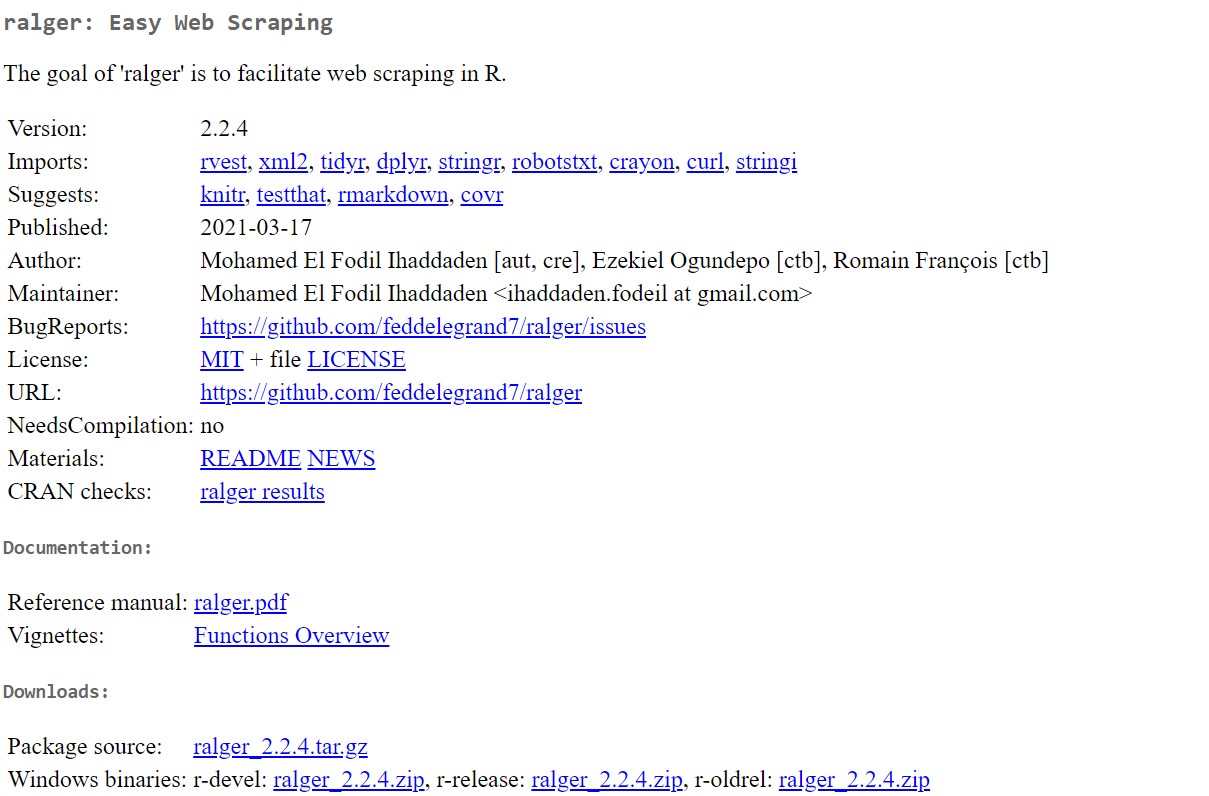 ralger: Easy Web Scraping
The goal of 'ralger' is to facilitate web scraping in R.
Version: 2.2.4
Imports: rvest, xml2, tidyr, dplyr, stringr, robotstxt, crayon, curl, stringi
Suggests: knitr, testthat, rmarkdown, covr
Published: 2021-03-17
Author: Mohamed El Fodil Ihaddaden [aut, cre], Ezekiel Ogundepo [ctb], Romain François [ctb]
Maintainer: Mohamed El Fodil Ihaddaden <ihaddaden.fodeil at gmail.com>
BugReports: https://github.com/feddelegrand7/ralger/issues
License: MIT + file LICENSE
URL: https://github.com/feddelegrand7/ralger
NeedsCompilation: no
Materials: README NEWS
CRAN checks: ralger results
Documentation:
Reference manual: ralger.pdf
Vignettes: Functions Overview
Downloads:
Package source: ralger_2.2.4.tar.gz
Windows binaries: r-devel: ralger_2.2.4.zip, r-release: ralger_2.2.4.zip, r-oldrel: ralger_2.2.4.zip